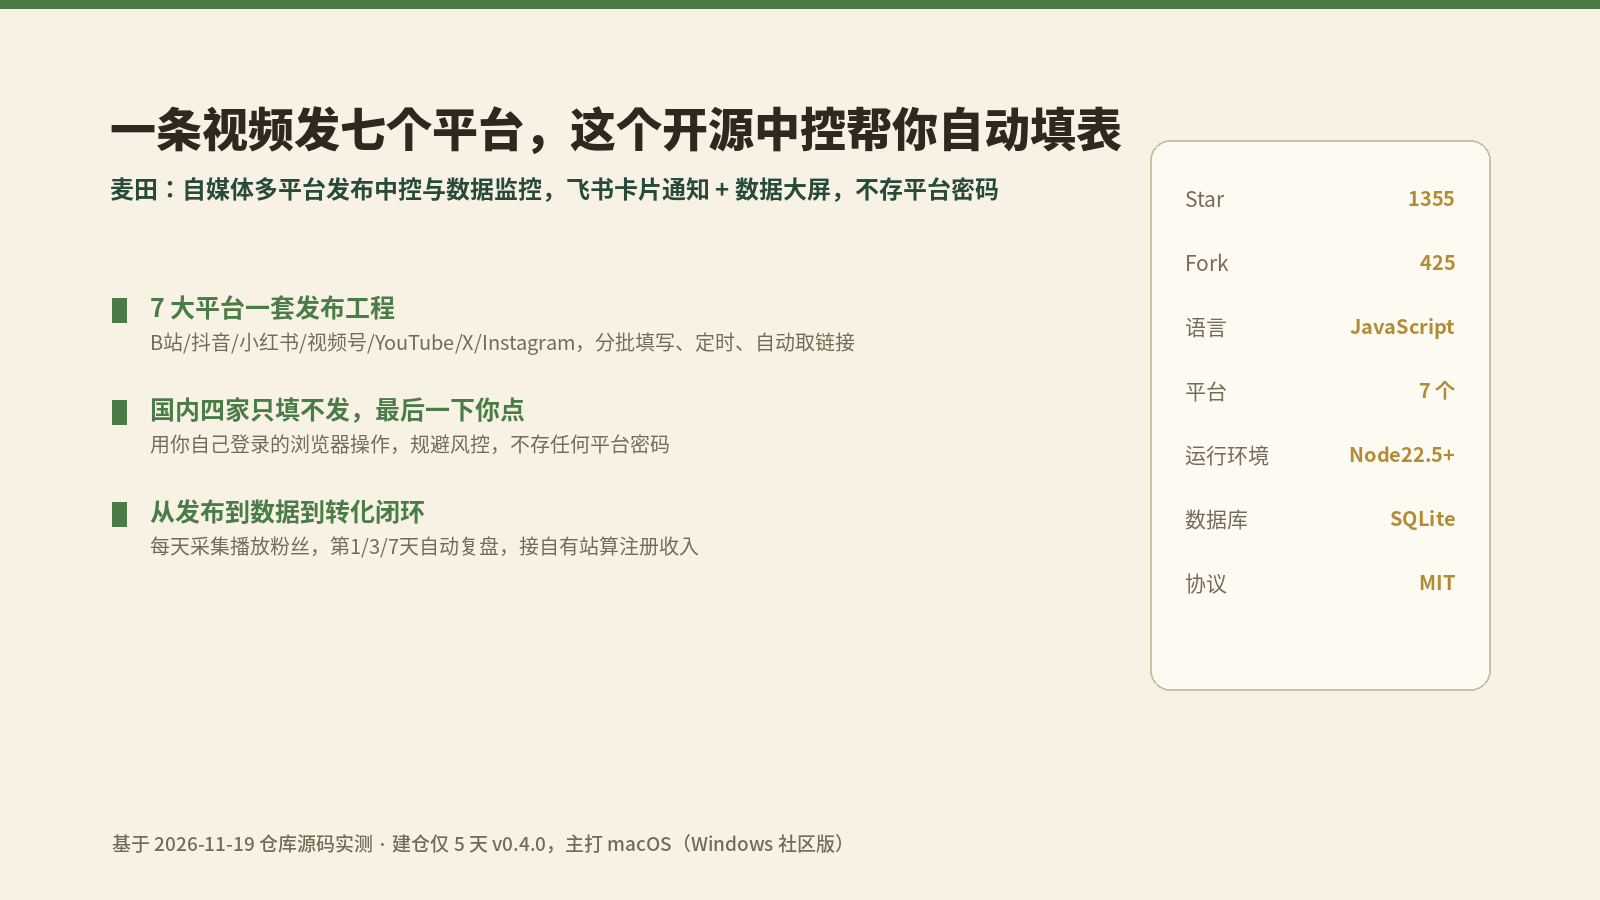 一条视频发七个平台，这个开源中控帮你自动填表
麦田：自媒体多平台发布中控与数据监控，飞书卡片通知 + 数据大屏，不存平台密码
7 大平台一套发布工程
B站/抖音/小红书/视频号/YouTube/X/Instagram，分批填写、定时、自动取链接
国内四家只填不发，最后一下你点
用你自己登录的浏览器操作，规避风控，不存任何平台密码
从发布到数据到转化闭环
每天采集播放粉丝，第1/3/7天自动复盘，接自有站算注册收入
Star 1355
Fork 425
语言 JavaScript
平台 7 个
运行环境 Node22.5+
数据库 SQLite
协议 MIT
基于 2026-11-19 仓库源码实测 · 建仓仅 5 天 v0.4.0，主打 macOS（Windows 社区版）